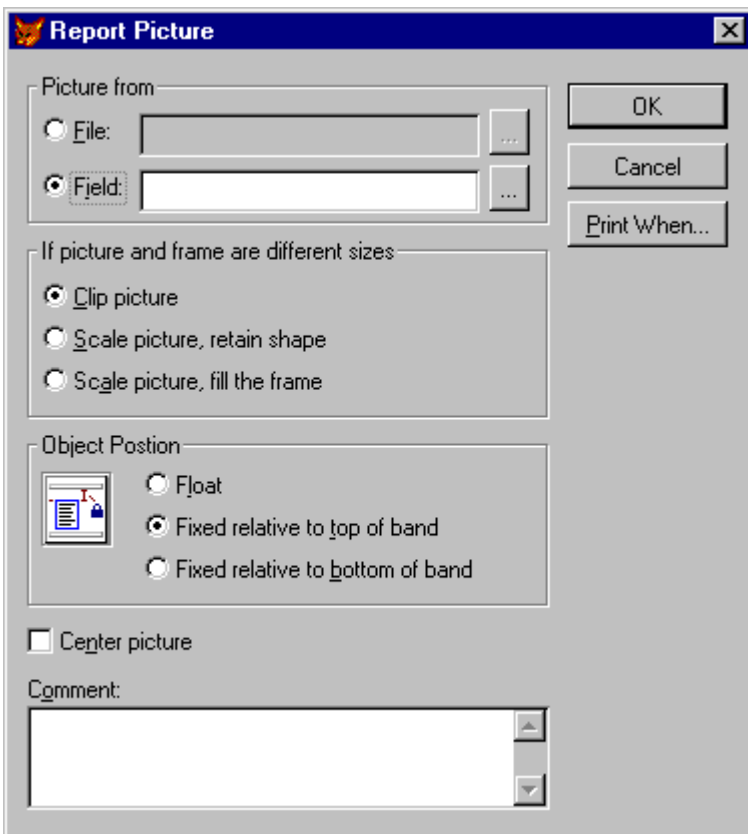 Report Picture
Picture from
File:
...
Field:
...
OK
Cancel
Print When...
If picture and frame are different sizes
Clip picture
Scale picture, retain shape
Scale picture, fill the frame
Object Postion
Float
Fixed relative to top of band
Fixed relative to bottom of band
Center picture
Comment: